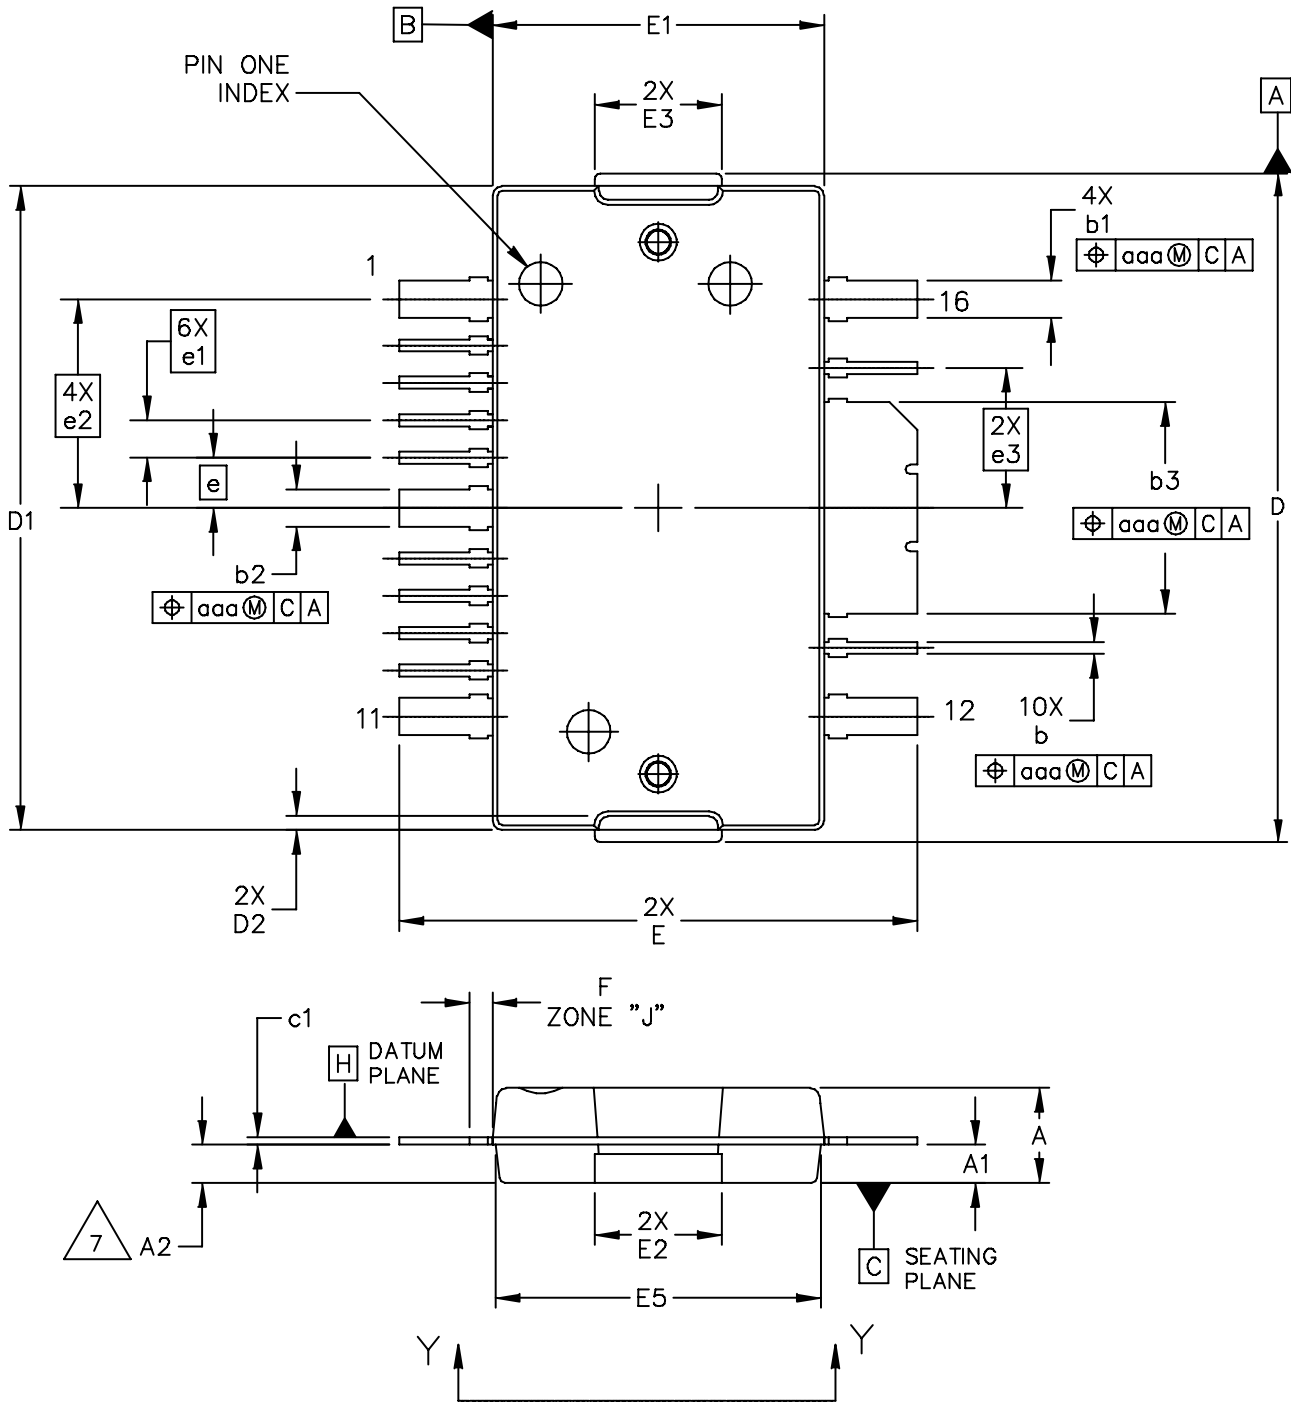 B
E1
PIN ONE
INDEX
2X
E3
A
4X
b1
⌖ aaa Ⓜ C A
1
16
6X
e1
4X
e2
2X
e3
e
b3
⌖ aaa Ⓜ C A
D1
D
b2
⌖ aaa Ⓜ C A
11
12
10X
b
⌖ aaa Ⓜ C A
2X
D2
2X
E
F
ZONE "J"
c1
H
DATUM
PLANE
A
A1
7
A2
2X
E2
C
SEATING
PLANE
E5
Y
Y